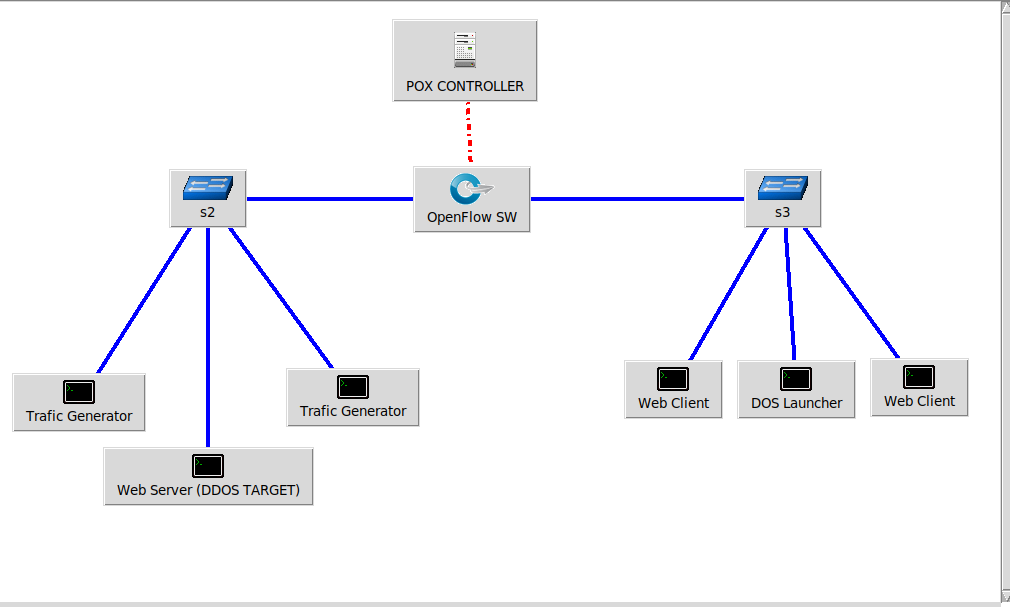 POX CONTROLLER
s2
OpenFlow SW
s3
Trafic Generator
Trafic Generator
Web Server (DDOS TARGET)
Web Client
DOS Launcher
Web Client